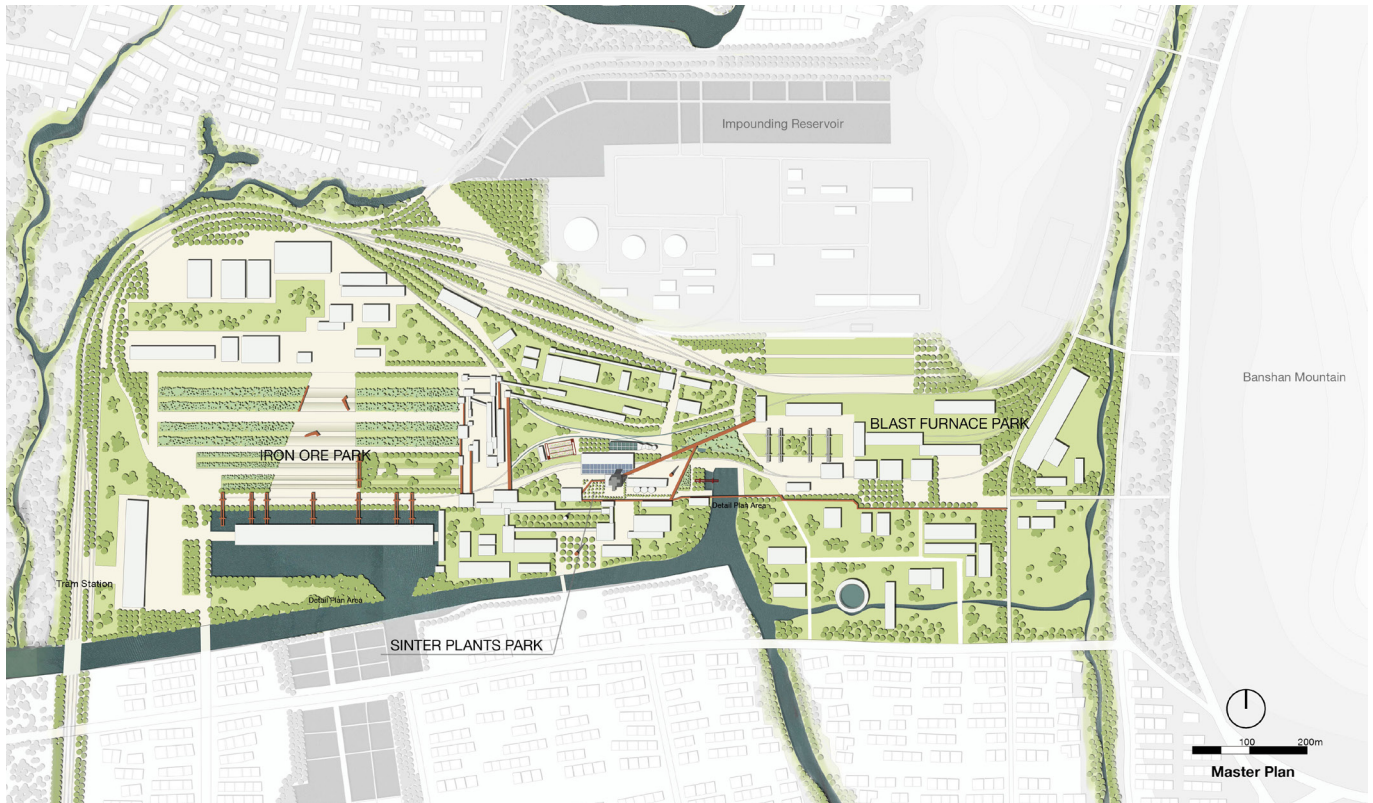 Impounding Reservoir
Banshan Mountain
BLAST FURNACE PARK
IRON ORE PARK
Detail Plan Area
Tram Station
Detail Plan Area
SINTER PLANTS PARK
100
200m
Master Plan